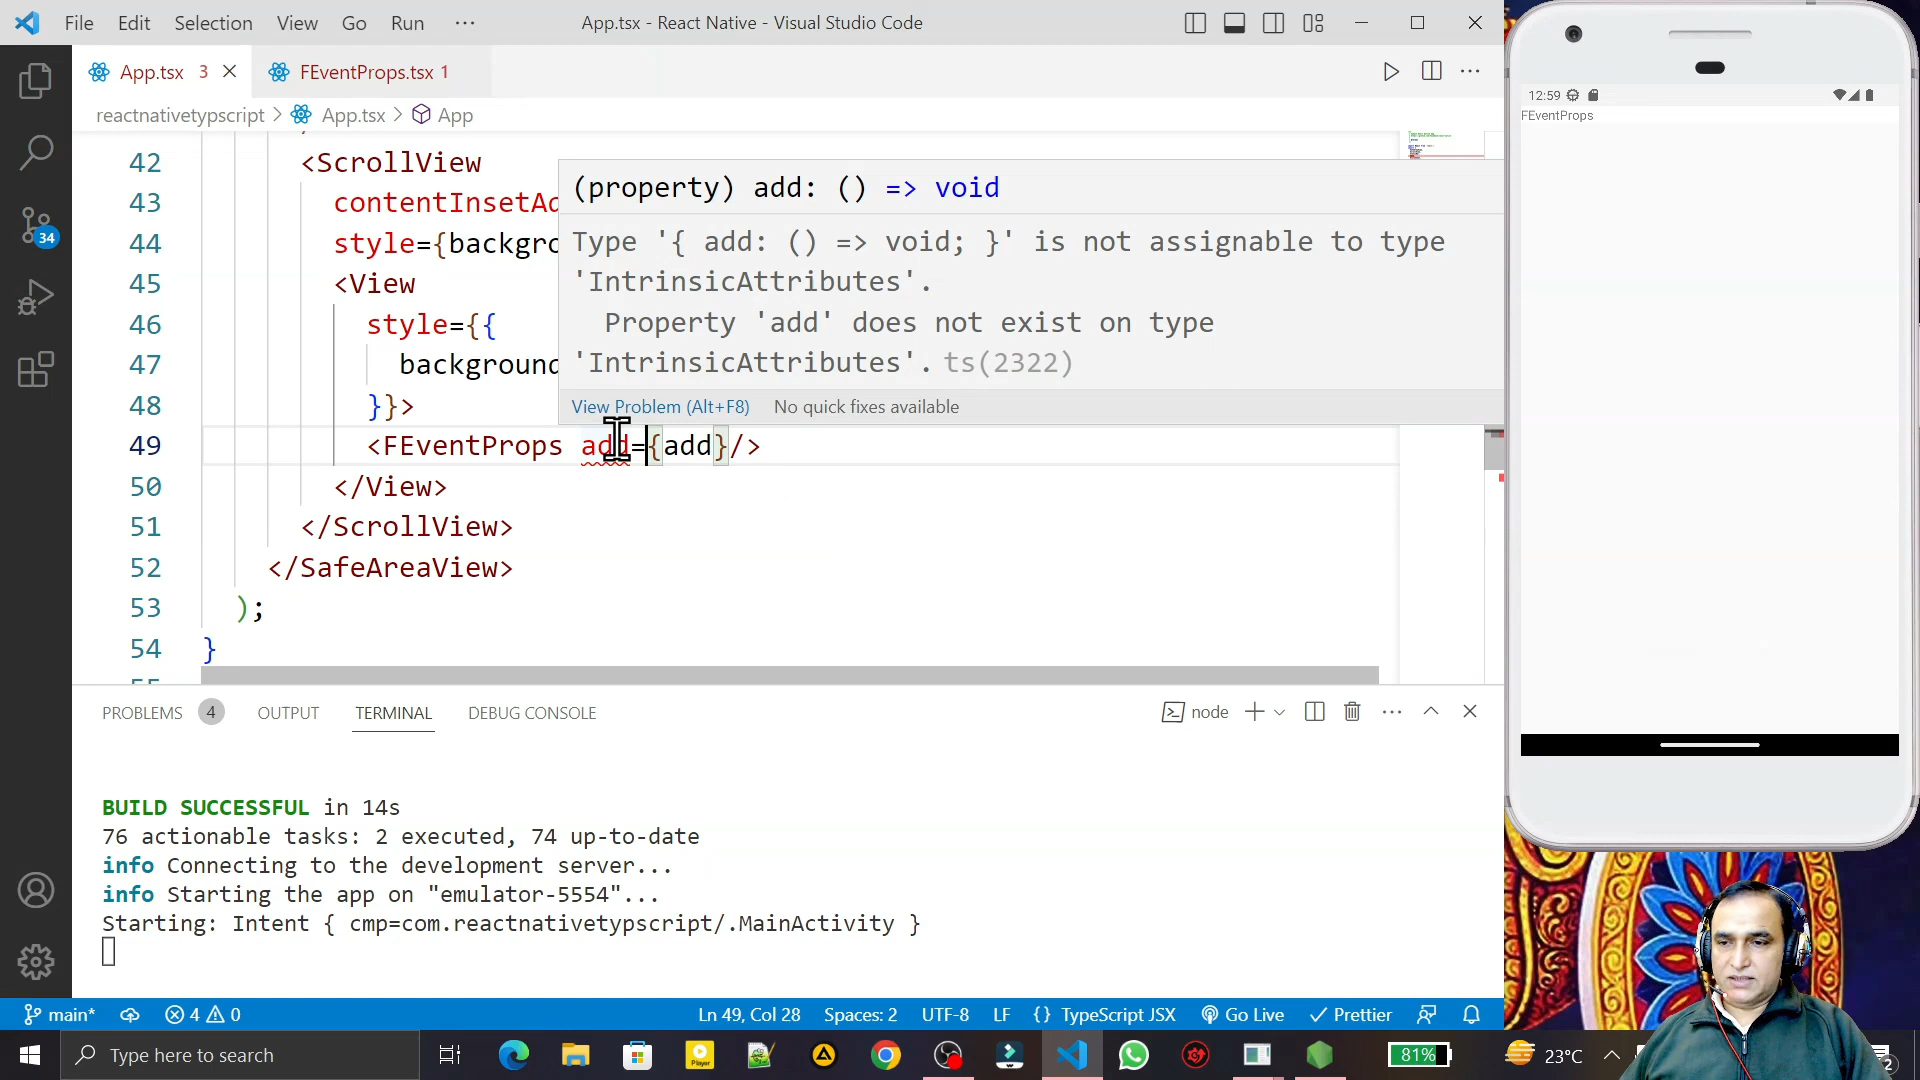 File Edit Selection View Go Run ··· App.tsx - React Native - Visual Studio Code
App.tsx 3 FEventProps.tsx 1
reactnativetypscript > App.tsx > App
42 <ScrollView
43 contentInsetAd
44 style={backgro
45 <View
46 style={{
47 background
48 }}>
49 <FEventProps add={add}/>
50 </View>
51 </ScrollView>
52 </SafeAreaView>
53 );
54 }
55
(property) add: () => void
Type '{ add: () => void; }' is not assignable to type
'IntrinsicAttributes'.
Property 'add' does not exist on type
'IntrinsicAttributes'. ts(2322)
View Problem (Alt+F8) No quick fixes available
PROBLEMS 4 OUTPUT TERMINAL DEBUG CONSOLE node
BUILD SUCCESSFUL in 14s
76 actionable tasks: 2 executed, 74 up-to-date
info Connecting to the development server...
info Starting the app on "emulator-5554"...
Starting: Intent { cmp=com.reactnativetypscript/.MainActivity }
34
main* 4 0 Ln 49, Col 28 Spaces: 2 UTF-8 LF {} TypeScript JSX Go Live Prettier
Type here to search 81% 23°C 2
12:59
FEventProps